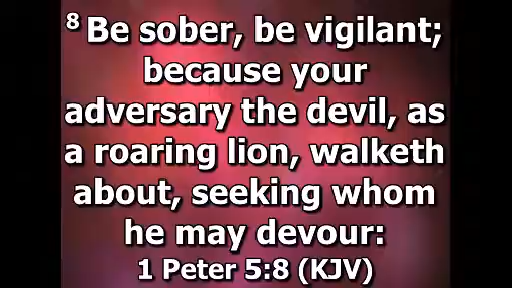 8 Be sober, be vigilant;
because your
adversary the devil, as
a roaring lion, walketh
about, seeking whom
he may devour:
1 Peter 5:8 (KJV)